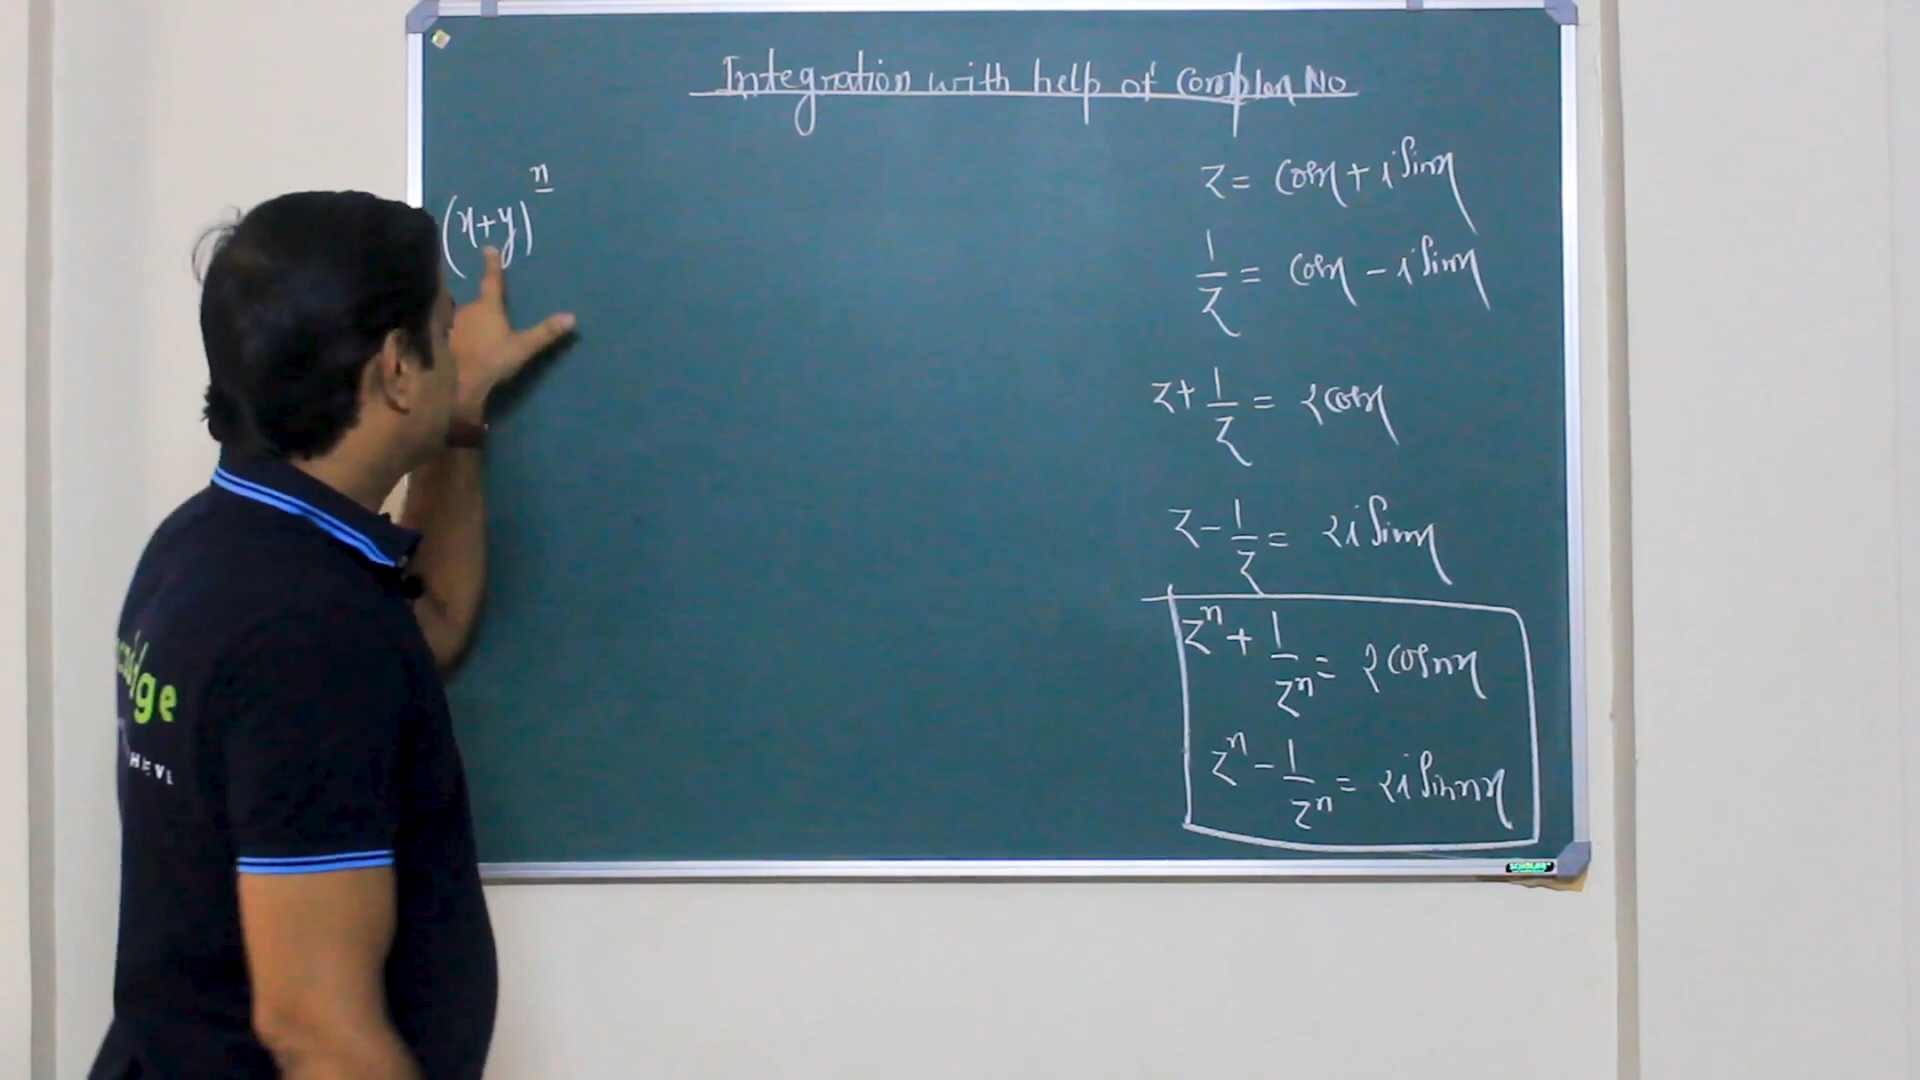 Integration with help of Complex No
(x+y)^n
z = cosx + i sinx
1/z = cosx - i sinx
z + 1/z = 2cosx
z - 1/z = 2i sinx
z^n + 1/z^n = 2cosnx
z^n - 1/z^n = 2i sinnx